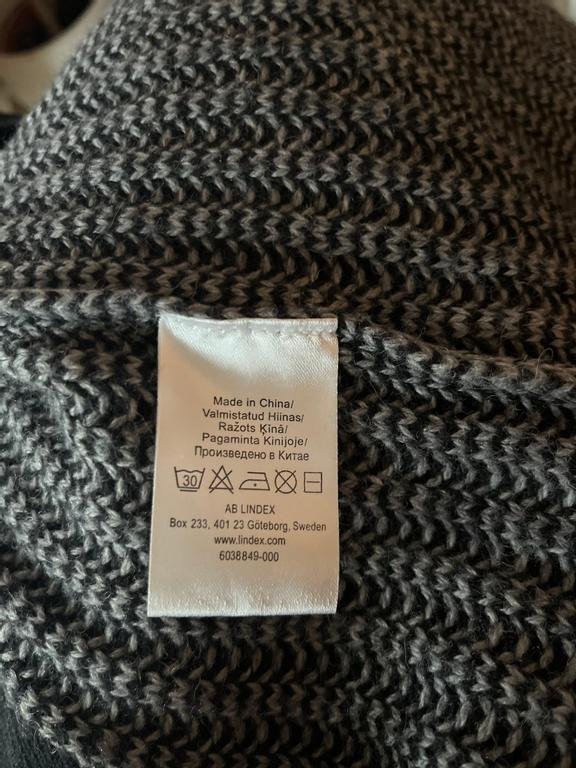 Made in China/
Valmistatud Hiinas/
Ražots Ķīnā/
Pagaminta Kinijoje/
Произведено в Китае
30
AB LINDEX
Box 233, 401 23 Göteborg, Sweden
www.lindex.com
6038849-000